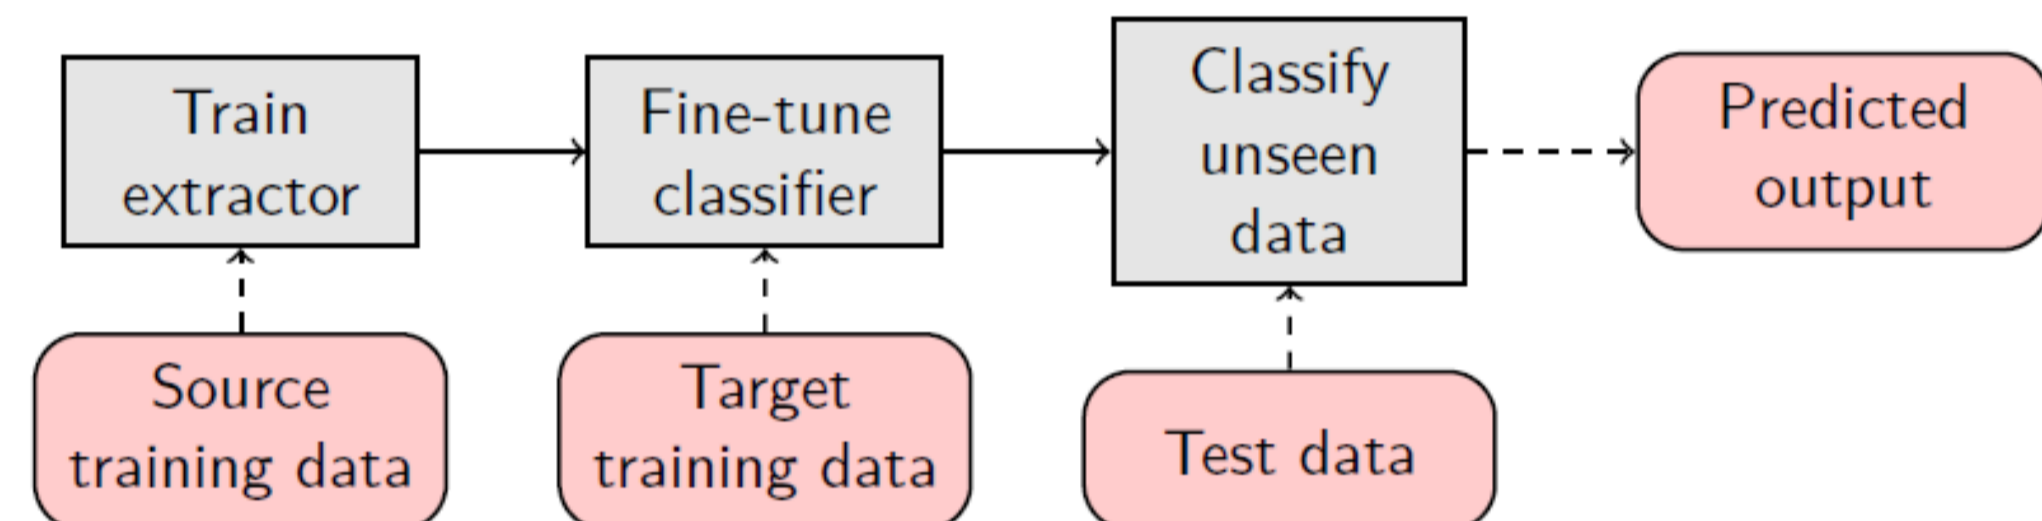 Train
extractor
Fine-tune
classifier
Classify
unseen
data
Predicted
output
Source
training data
Target
training data
Test data